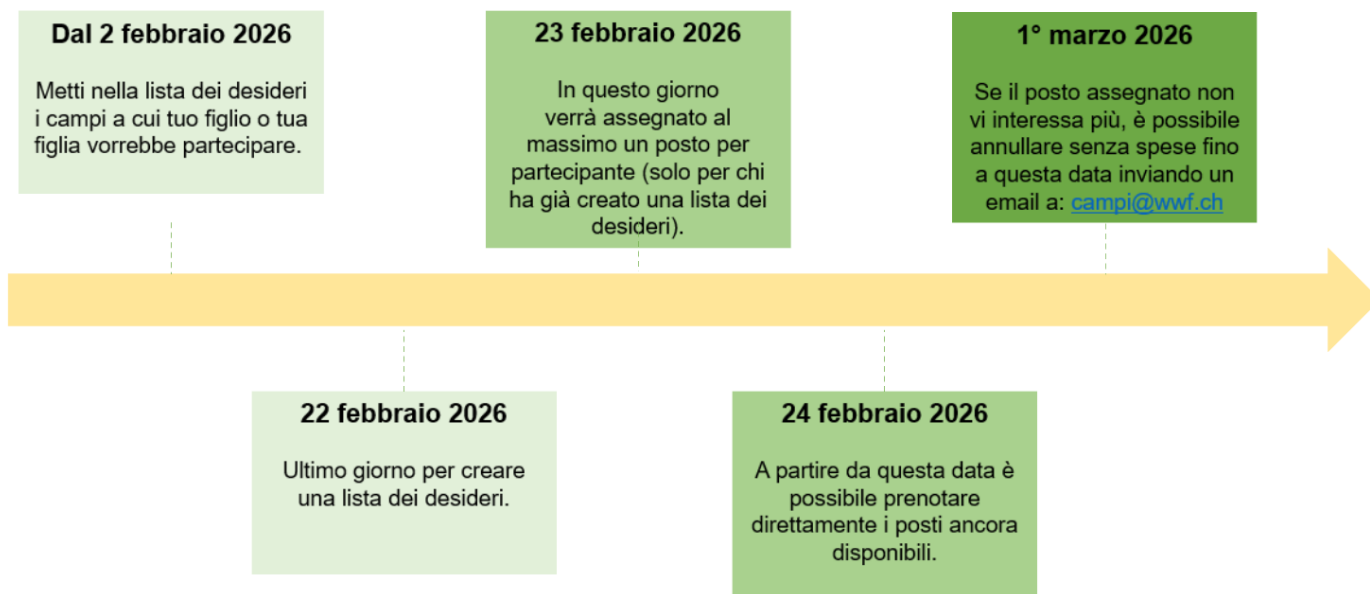 Dal 2 febbraio 2026
Metti nella lista dei desideri
i campi a cui tuo figlio o tua
figlia vorrebbe partecipare.
22 febbraio 2026
Ultimo giorno per creare
una lista dei desideri.
23 febbraio 2026
In questo giorno
verrà assegnato al
massimo un posto per
partecipante (solo per chi
ha già creato una lista dei
desideri).
24 febbraio 2026
A partire da questa data è
possibile prenotare
direttamente i posti ancora
disponibili.
1° marzo 2026
Se il posto assegnato non
vi interessa più, è possibile
annullare senza spese fino
a questa data inviando un
email a: campi@wwf.ch